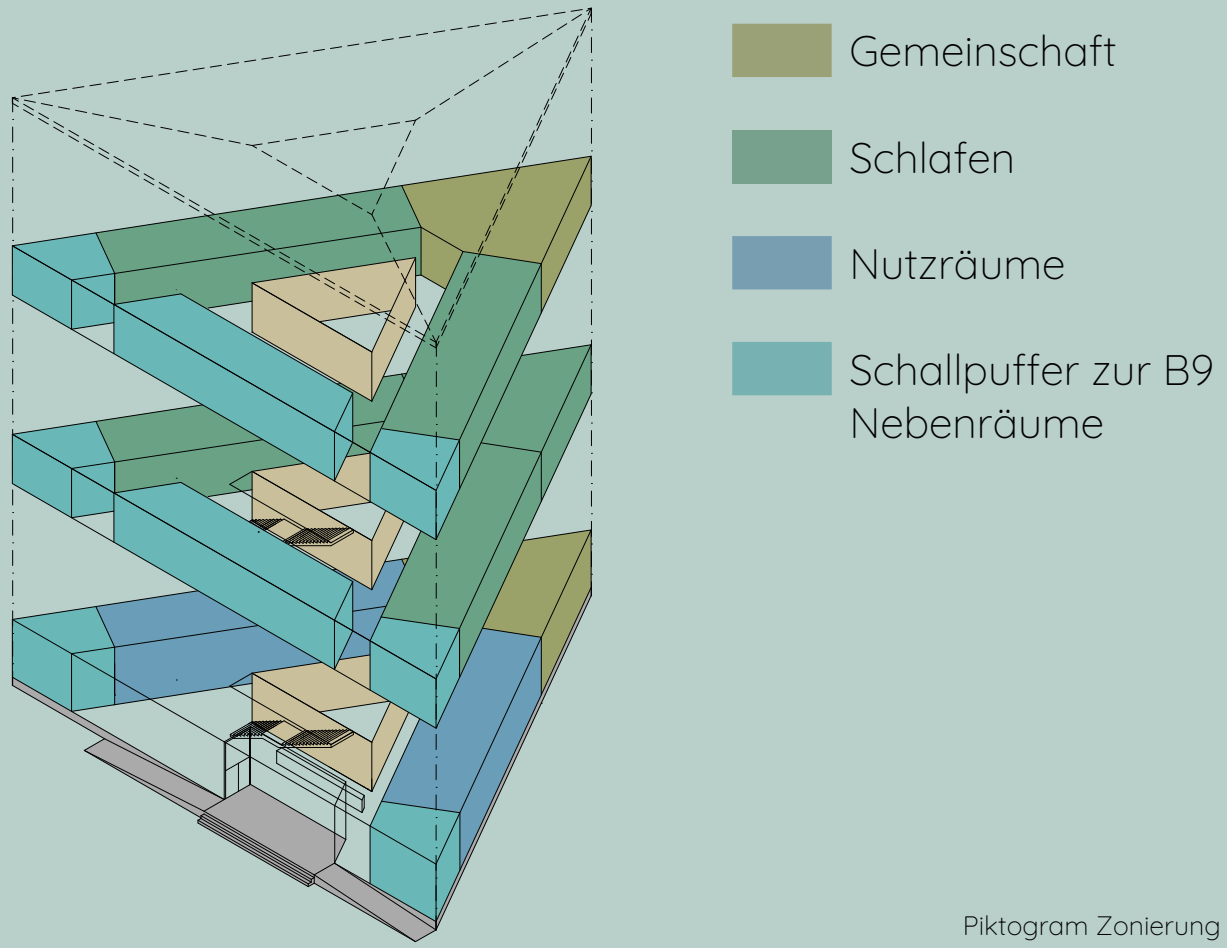 Gemeinschaft
Schlafen
Nutzräume
Schallpuffer zur B9
Nebenräume
Piktogram Zonierung